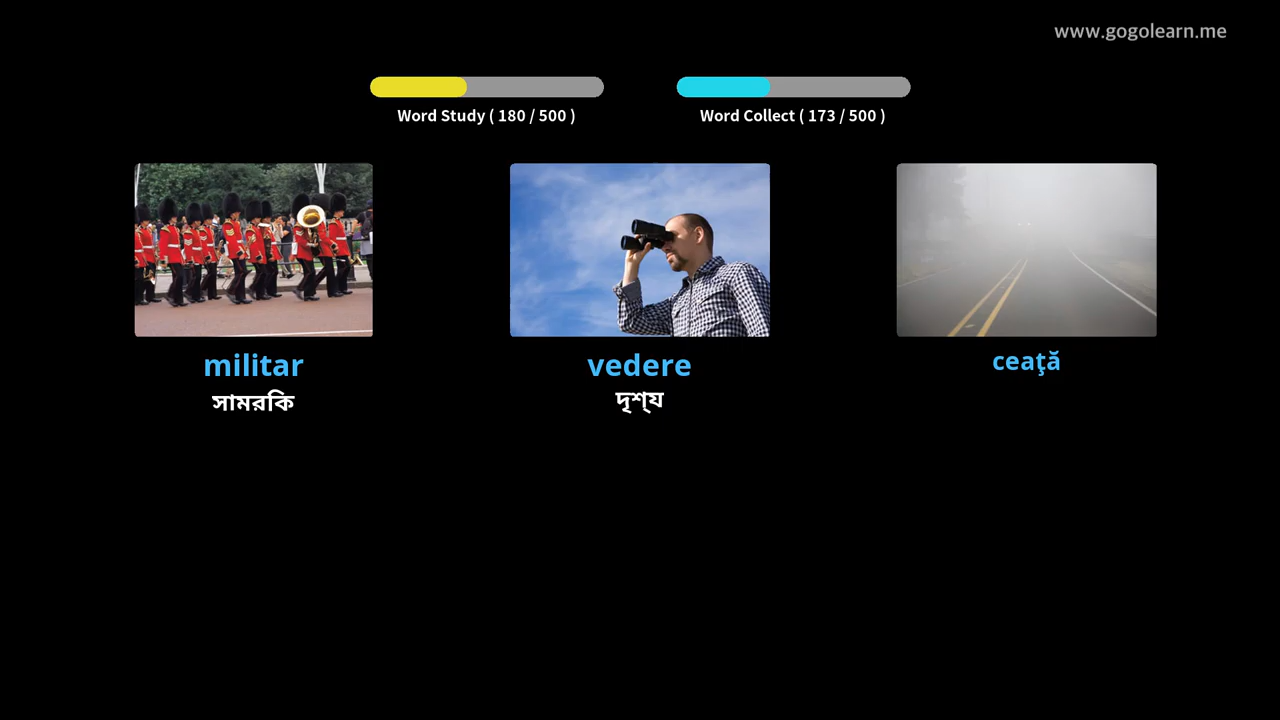 www.gogolearn.me
Word Study ( 180 / 500 )
Word Collect ( 173 / 500 )
militar
সামরিক
vedere
দৃশ্য
ceaţă